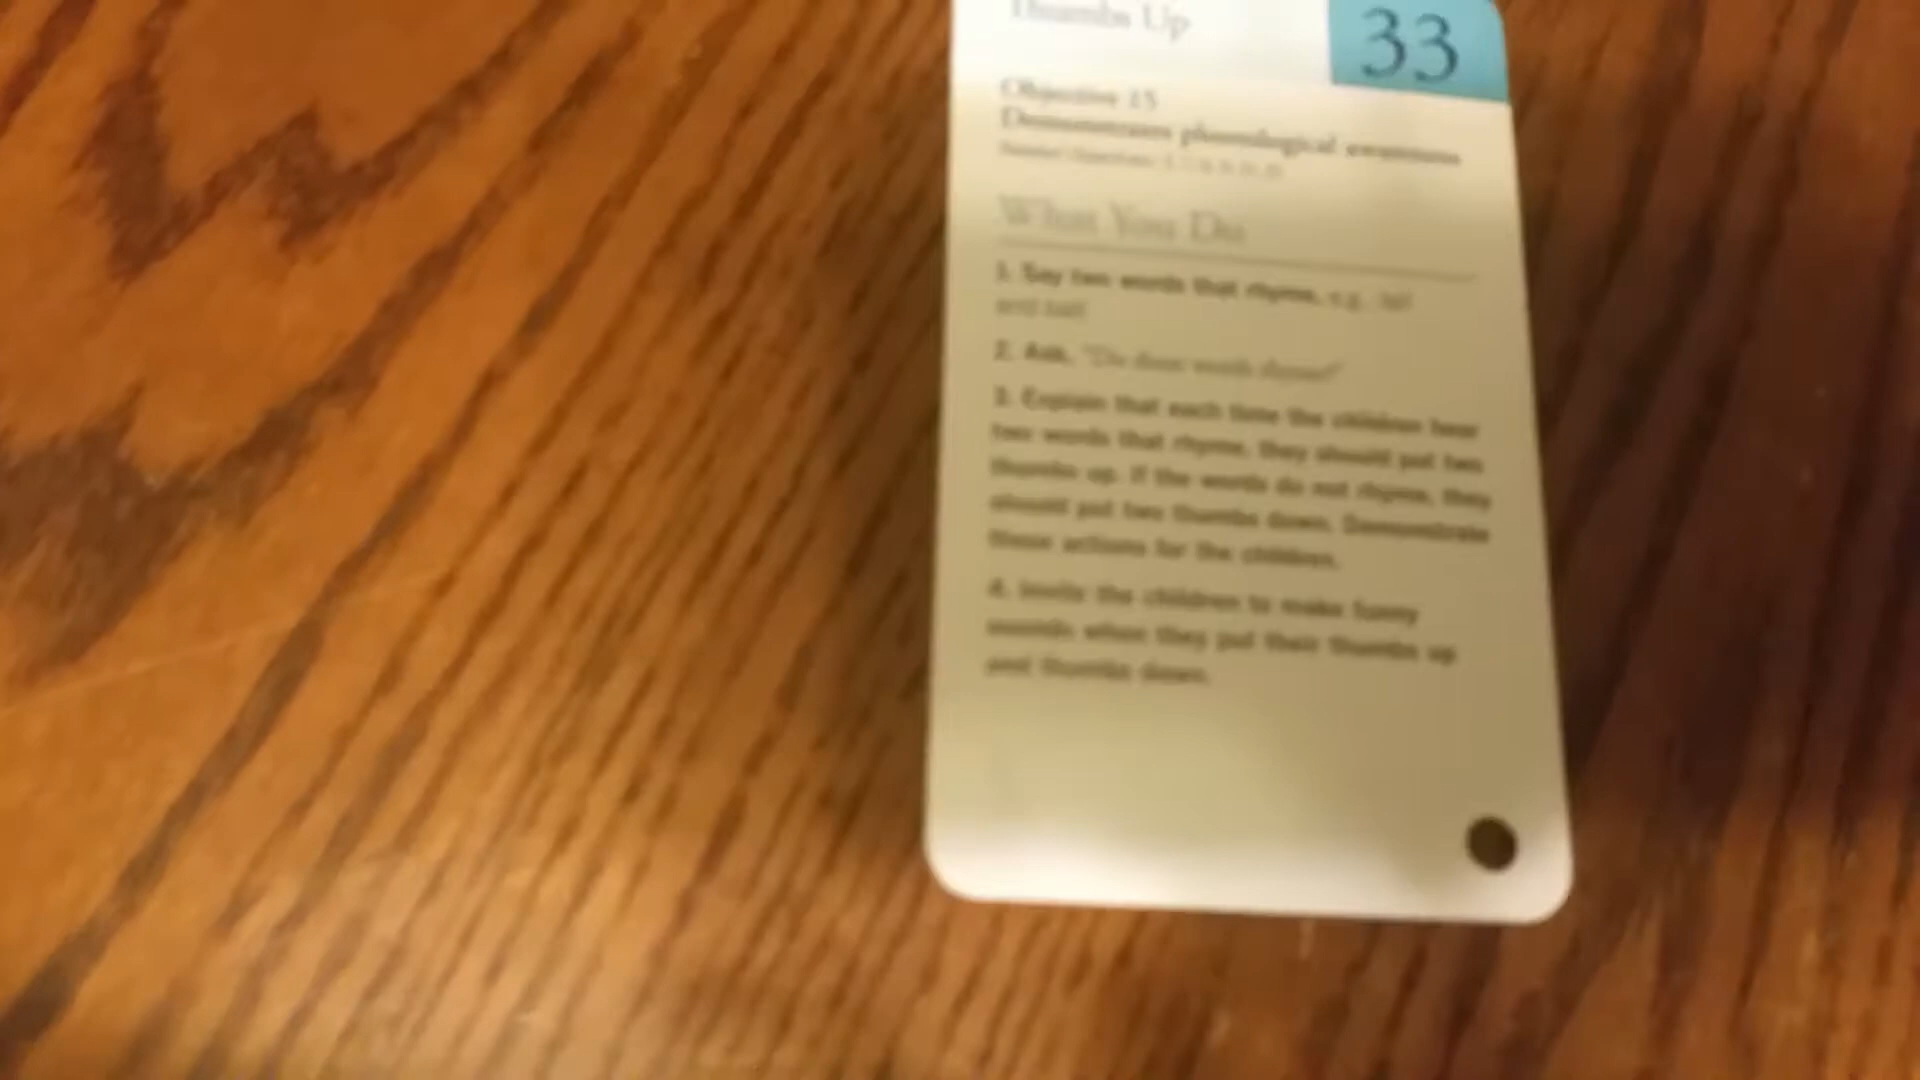 Thumbs Up
33
Objective 15
Demonstrates phonological awareness
What You Do
1. Say two words that rhyme, e.g.,
and
2. Ask, "Do these words rhyme?"
3. Explain that each time the children hear
two words that rhyme, they should put two
thumbs up. If the words do not rhyme, they
should put two thumbs down. Demonstrate
these actions for the children.
4. Invite the children to make funny
sounds when they put their thumbs up
and thumbs down.